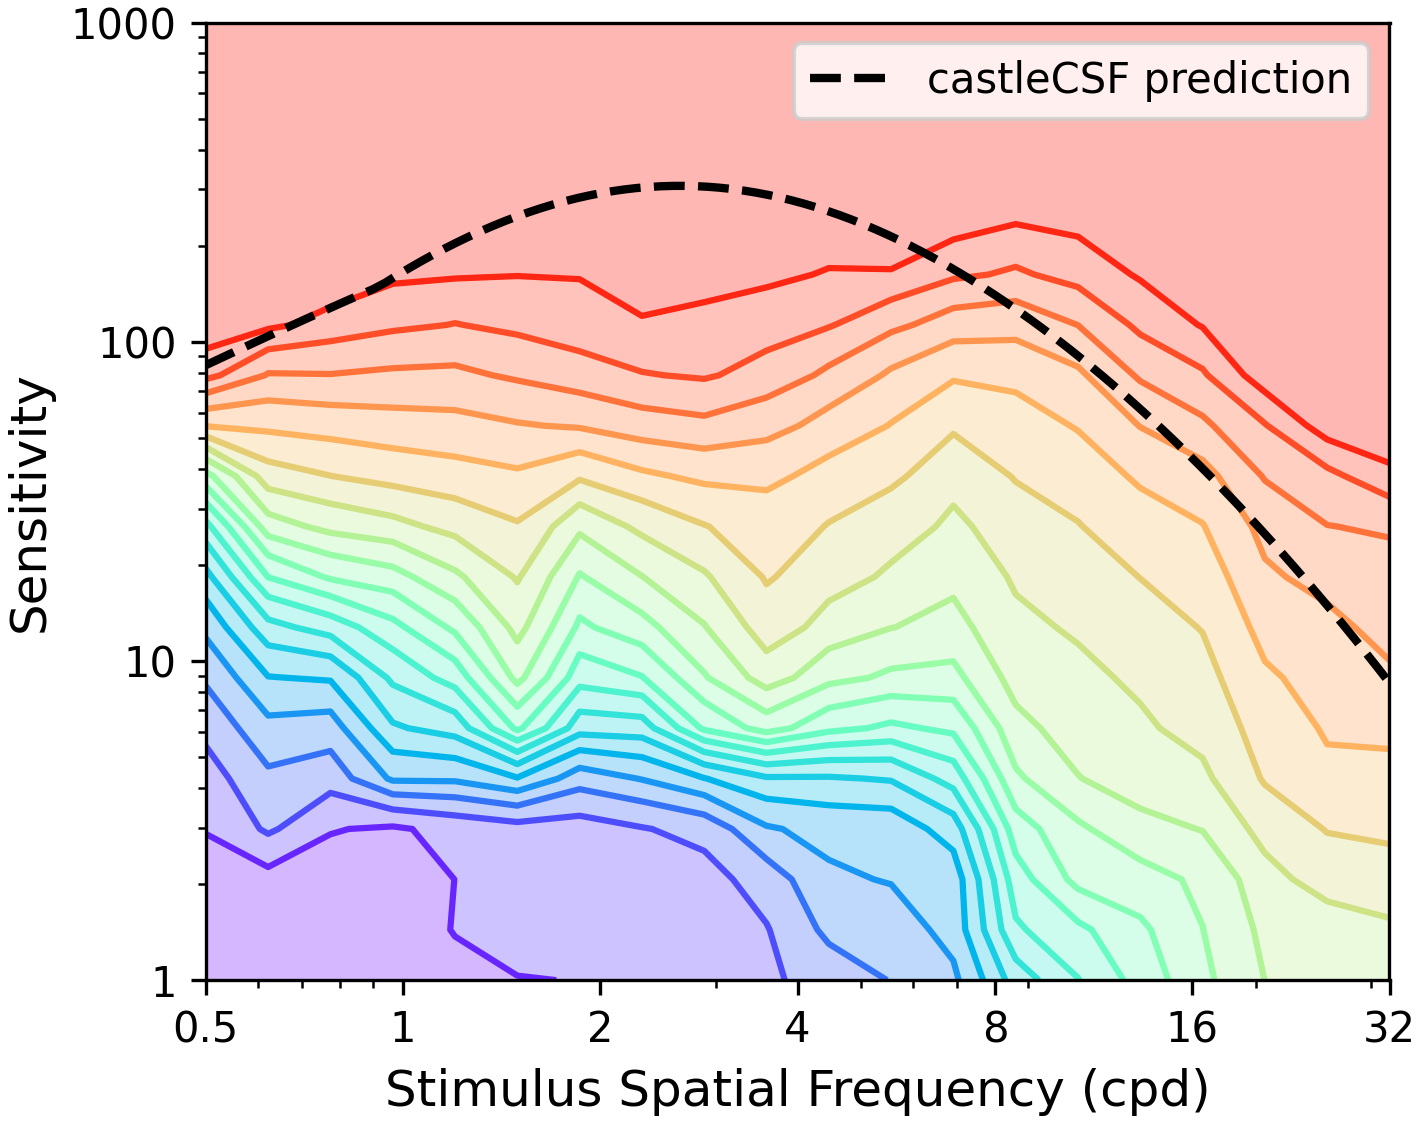 1000
castleCSF prediction
100
Sensitivity
10
1
0.5 1 2 4 8 16 32
Stimulus Spatial Frequency (cpd)